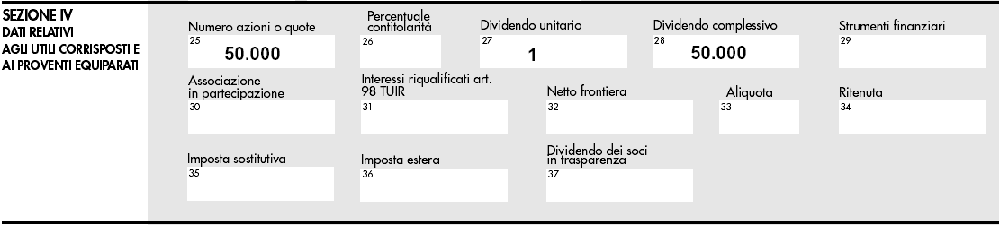 SEZIONE IV
DATI RELATIVI
AGLI UTILI CORRISPOSTI E
AI PROVENTI EQUIPARATI
Numero azioni o quote
25 50.000
Percentuale
contitolarità
26
Dividendo unitario
27 1
Dividendo complessivo
28 50.000
Strumenti finanziari
29
Associazione
in partecipazione
30
Interessi riqualificati art.
98 TUIR
31
Netto frontiera
32
Aliquota
33
Ritenuta
34
Imposta sostitutiva
35
Imposta estera
36
Dividendo dei soci
in trasparenza
37